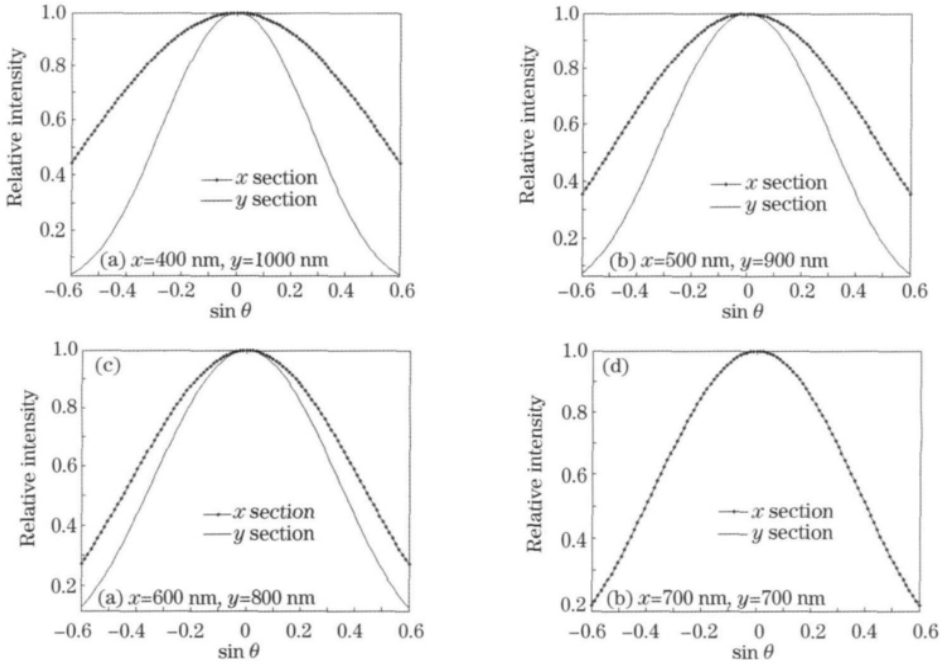 Relative intensity
1.0
0.8
0.6
0.4
0.2
x section
y section
(a) x=400 nm, y=1000 nm
-0.6 -0.4 -0.2 0 0.2 0.4 0.6
sin θ
Relative intensity
1.0
0.8
0.6
0.4
0.2
x section
y section
(b) x=500 nm, y=900 nm
-0.6 -0.4 -0.2 0 0.2 0.4 0.6
sin θ
Relative intensity
1.0
0.8
0.6
0.4
0.2
(c)
x section
y section
(a) x=600 nm, y=800 nm
-0.6 -0.4 -0.2 0 0.2 0.4 0.6
sin θ
Relative intensity
1.0
0.8
0.6
0.4
0.2
(d)
x section
y section
(b) x=700 nm, y=700 nm
-0.6 -0.4 -0.2 0 0.2 0.4 0.6
sin θ